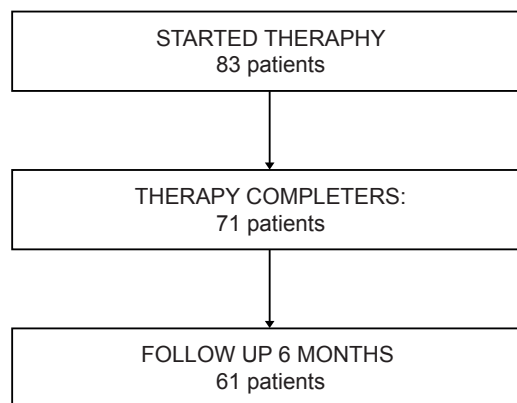 STARTED THERAPHY
83 patients
THERAPY COMPLETERS:
71 patients
FOLLOW UP 6 MONTHS
61 patients